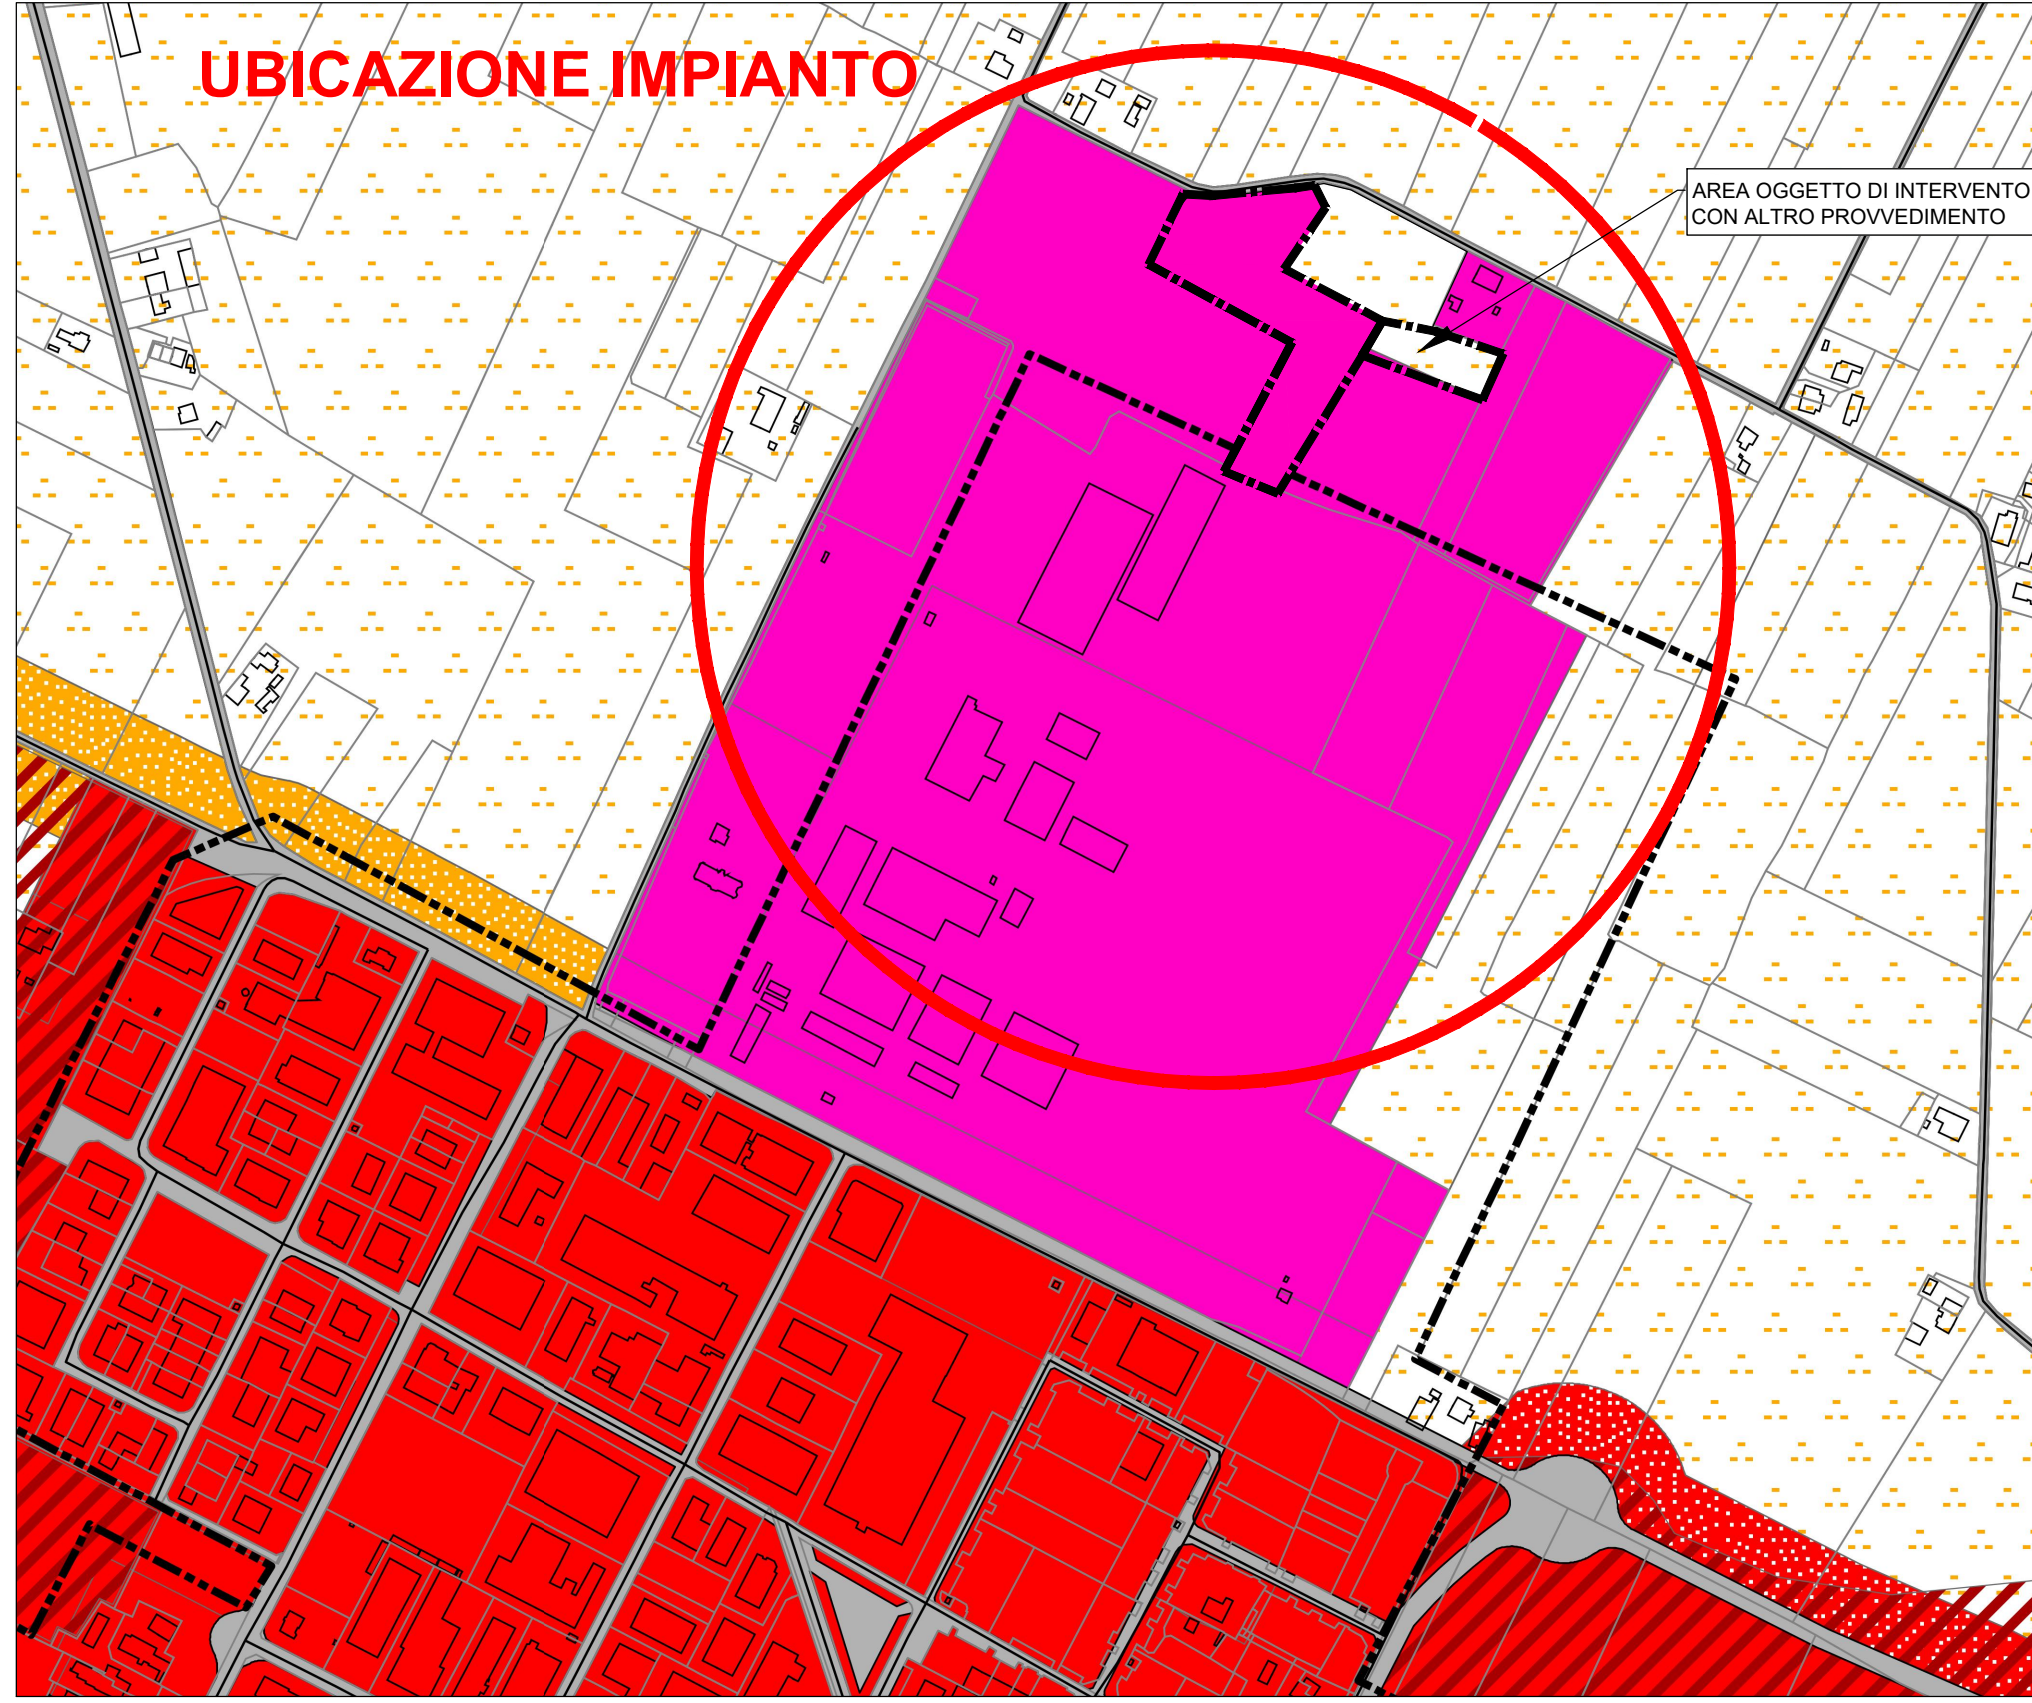 UBICAZIONE IMPIANTO
AREA OGGETTO DI INTERVENTO
CON ALTRO PROVVEDIMENTO